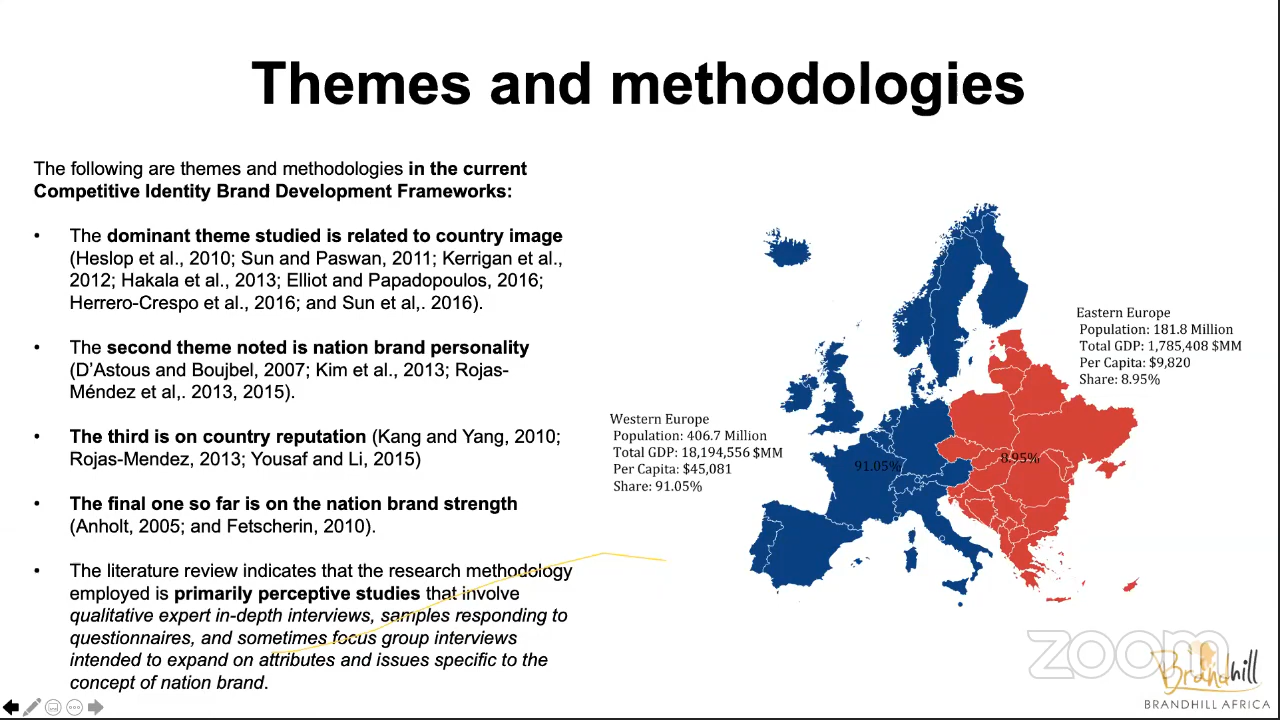 Themes and methodologies
The following are themes and methodologies in the current
Competitive Identity Brand Development Frameworks:
• The dominant theme studied is related to country image
(Heslop et al., 2010; Sun and Paswan, 2011; Kerrigan et al.,
2012; Hakala et al., 2013; Elliot and Papadopoulos, 2016;
Herrero-Crespo et al., 2016; and Sun et al,. 2016).
• The second theme noted is nation brand personality
(D’Astous and Boujbel, 2007; Kim et al., 2013; Rojas-
Méndez et al,. 2013, 2015).
• The third is on country reputation (Kang and Yang, 2010;
Rojas-Mendez, 2013; Yousaf and Li, 2015)
• The final one so far is on the nation brand strength
(Anholt, 2005; and Fetscherin, 2010).
• The literature review indicates that the research methodology
employed is primarily perceptive studies that involve
qualitative expert in-depth interviews, samples responding to
questionnaires, and sometimes focus group interviews
intended to expand on attributes and issues specific to the
concept of nation brand.
Western Europe
Population: 406.7 Million
Total GDP: 18,194,556 $MM
Per Capita: $45,081
Share: 91.05%
91.05%
Eastern Europe
Population: 181.8 Million
Total GDP: 1,785,408 $MM
Per Capita: $9,820
Share: 8.95%
8.95%
zoom
Brandhill
BRANDHILL AFRICA